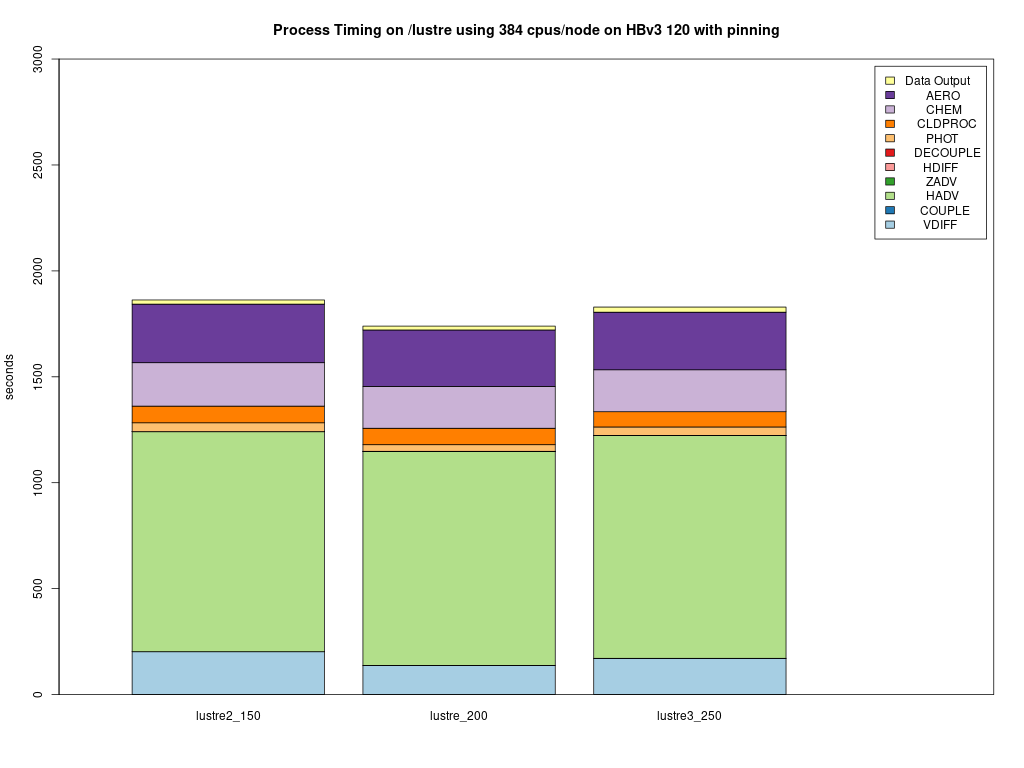 Process Timing on /lustre using 384 cpus/node on HBv3 120 with pinning
3000
2500
2000
1500
1000
500
0
seconds
Data Output
AERO
CHEM
CLDPROC
PHOT
DECOUPLE
HDIFF
ZADV
HADV
COUPLE
VDIFF
lustre2_150
lustre_200
lustre3_250